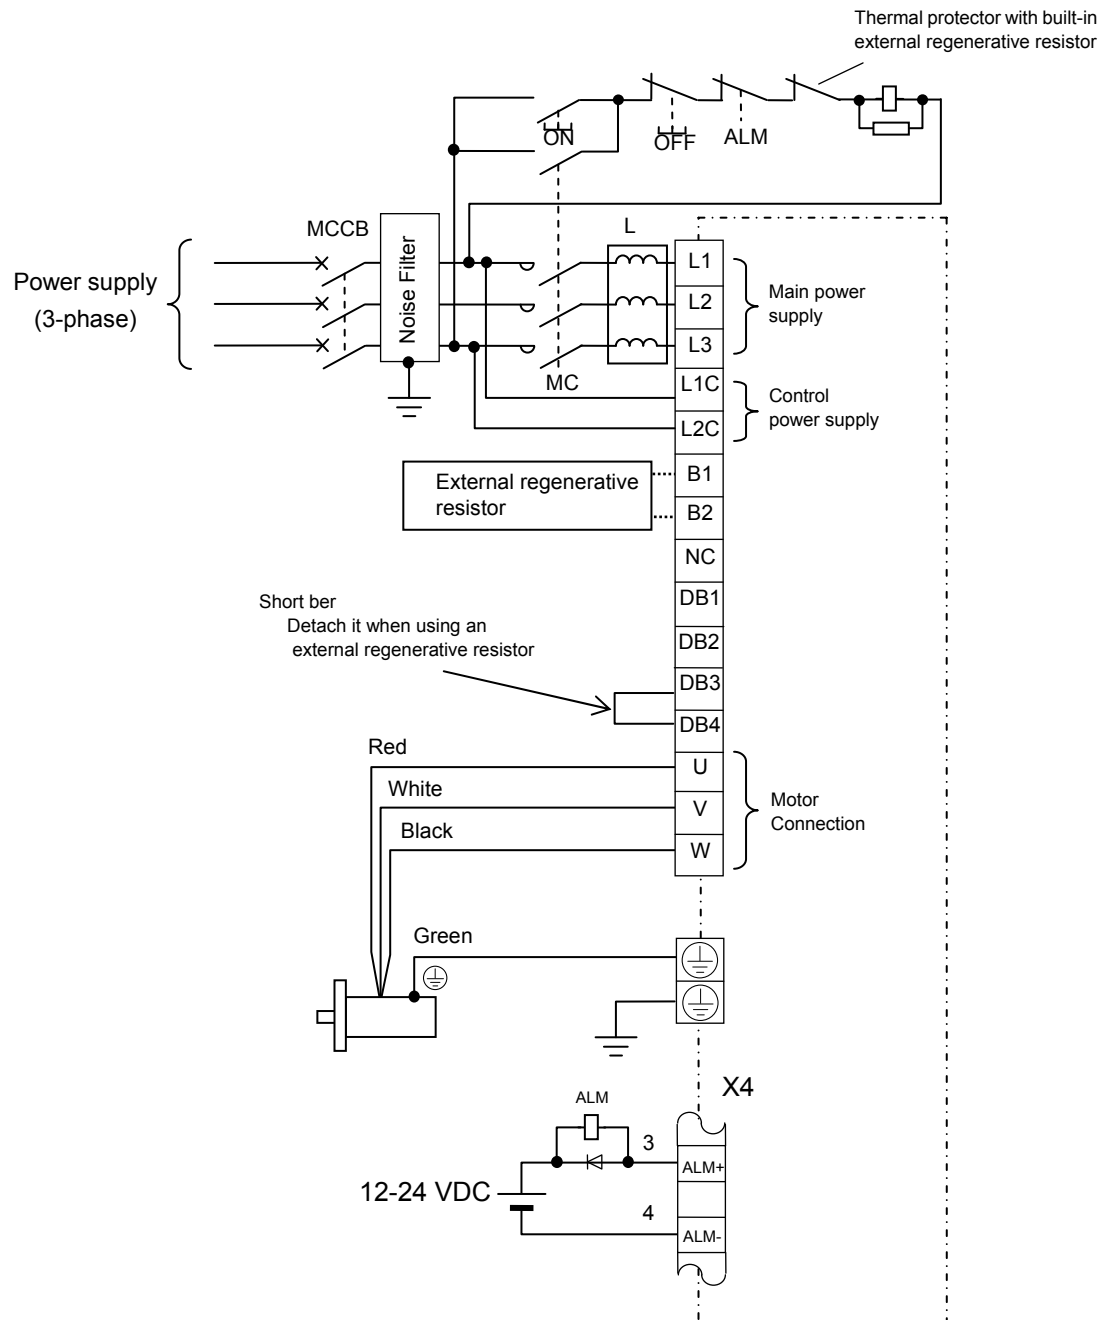 Thermal protector with built-in
external regenerative resistor
ON
OFF
ALM
MCCB
Noise Filter
L
Power supply
(3-phase)
MC
L1
L2
L3
Main power
supply
L1C
L2C
Control
power supply
External regenerative
resistor
B1
B2
NC
DB1
DB2
Short ber
Detach it when using an
external regenerative resistor
DB3
DB4
Red
White
Black
U
V
W
Motor
Connection
Green
X4
ALM
3
ALM+
12-24 VDC
4
ALM-